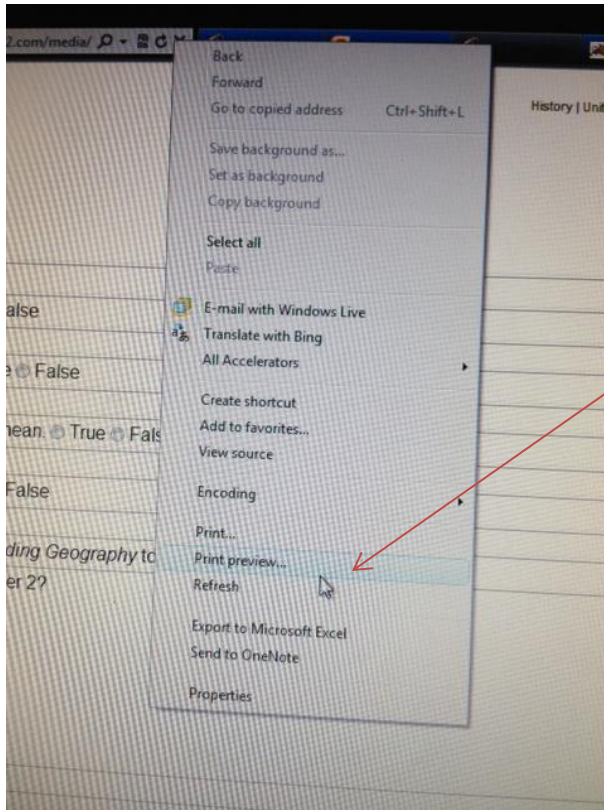 2.com/media/
Back
Forward
Go to copied address Ctrl+Shift+L
History | Unit
Save background as...
Set as background
Copy background
Select all
Paste
E-mail with Windows Live
Translate with Bing
All Accelerators
Create shortcut
Add to favorites...
View source
Encoding
Print...
Print preview...
Refresh
Export to Microsoft Excel
Send to OneNote
Properties
alse
e False
nean. True Fals
False
ding Geography to
er 2?